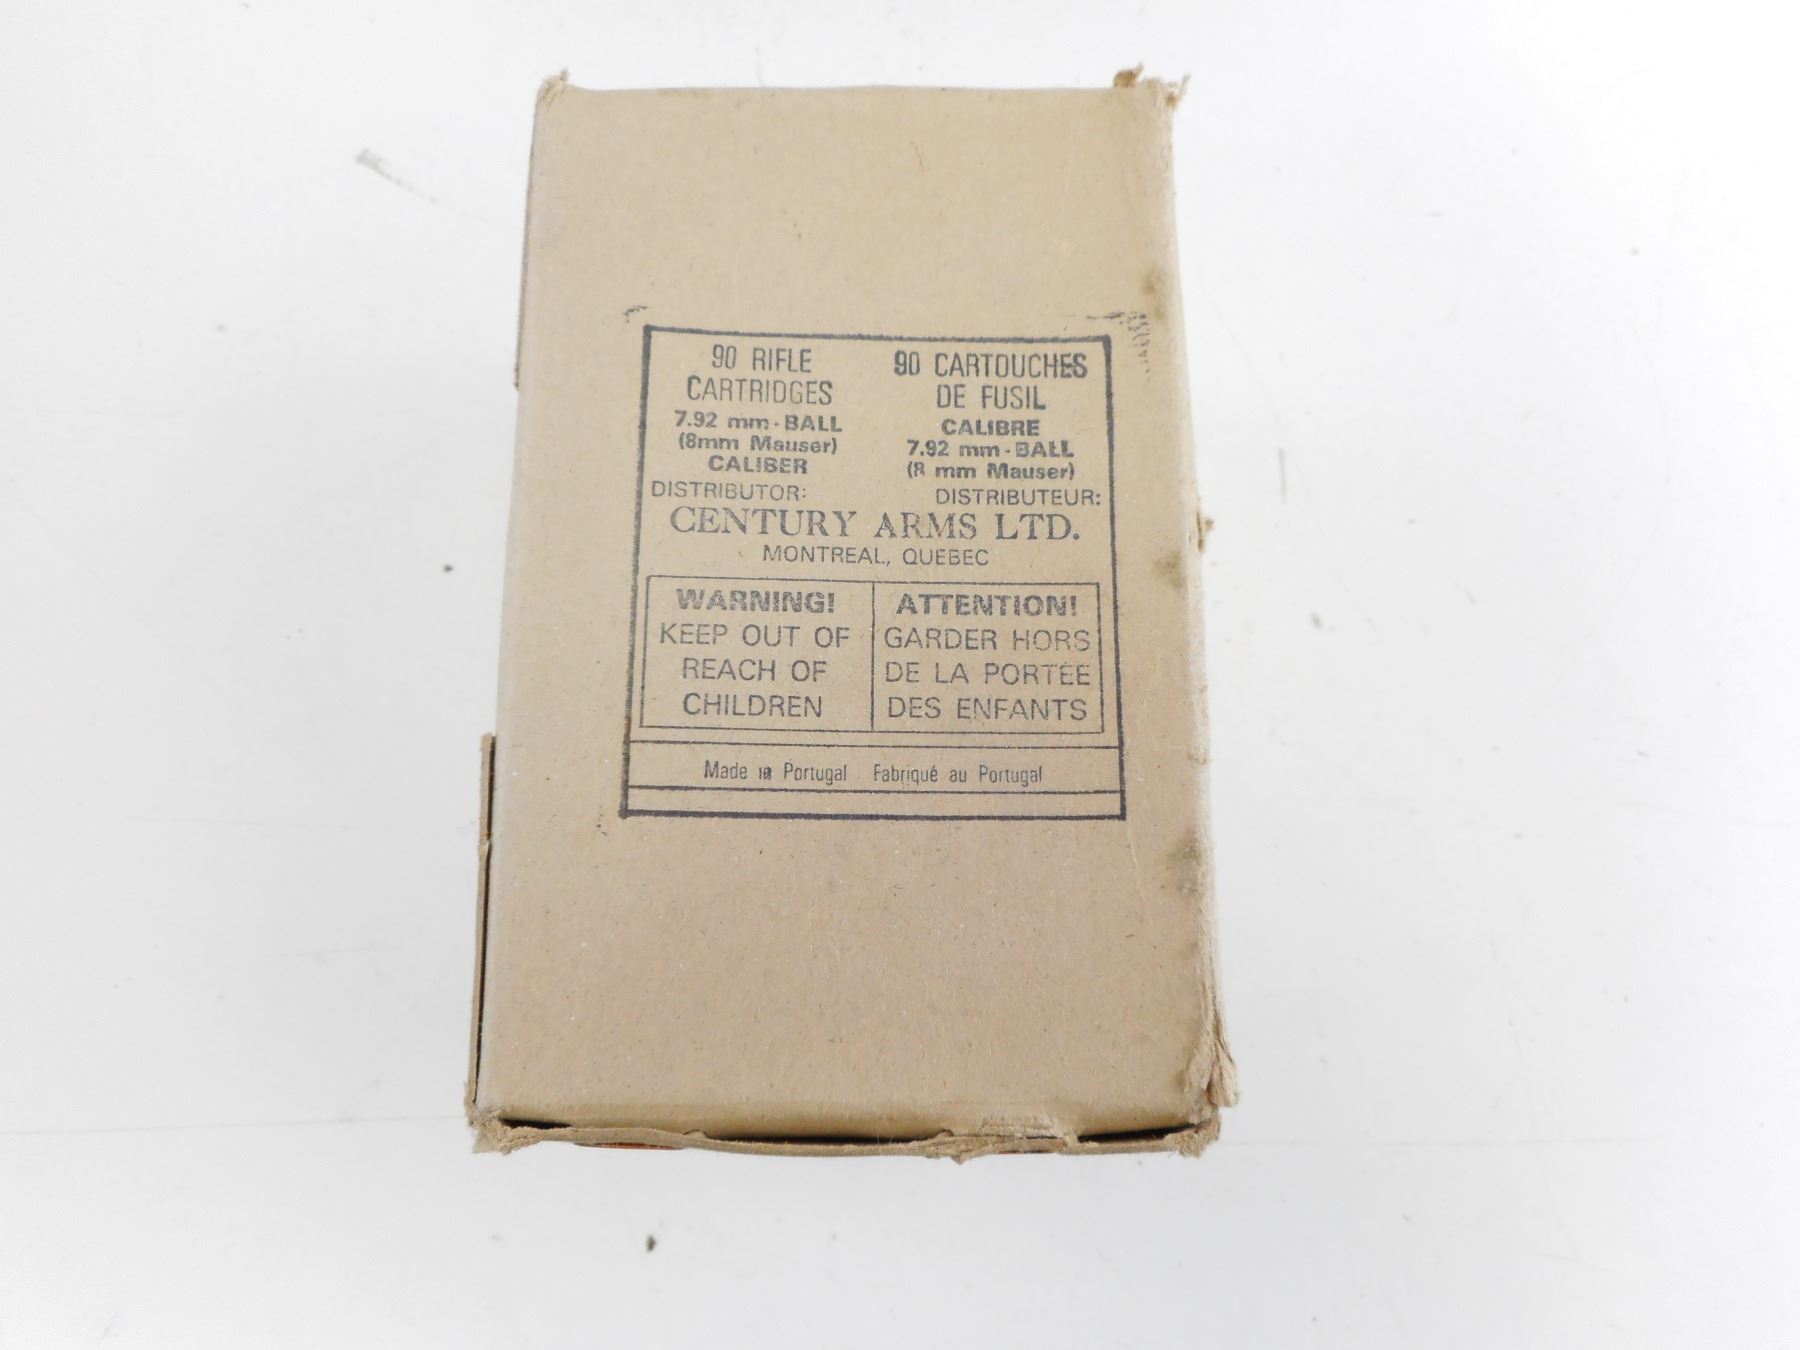 90 RIFLE
CARTRIDGES
7.92 mm-BALL
(8mm Mauser)
CALIBER
DISTRIBUTOR:
90 CARTOUCHES
DE FUSIL
CALIBRE
7.92 mm-BALL
(8 mm Mauser)
DISTRIBUTEUR:
CENTURY ARMS LTD.
MONTREAL, QUEBEC
WARNING!
KEEP OUT OF
REACH OF
CHILDREN
ATTENTION!
GARDER HORS
DE LA PORTÉE
DES ENFANTS
Made in Portugal Fabriqué au Portugal